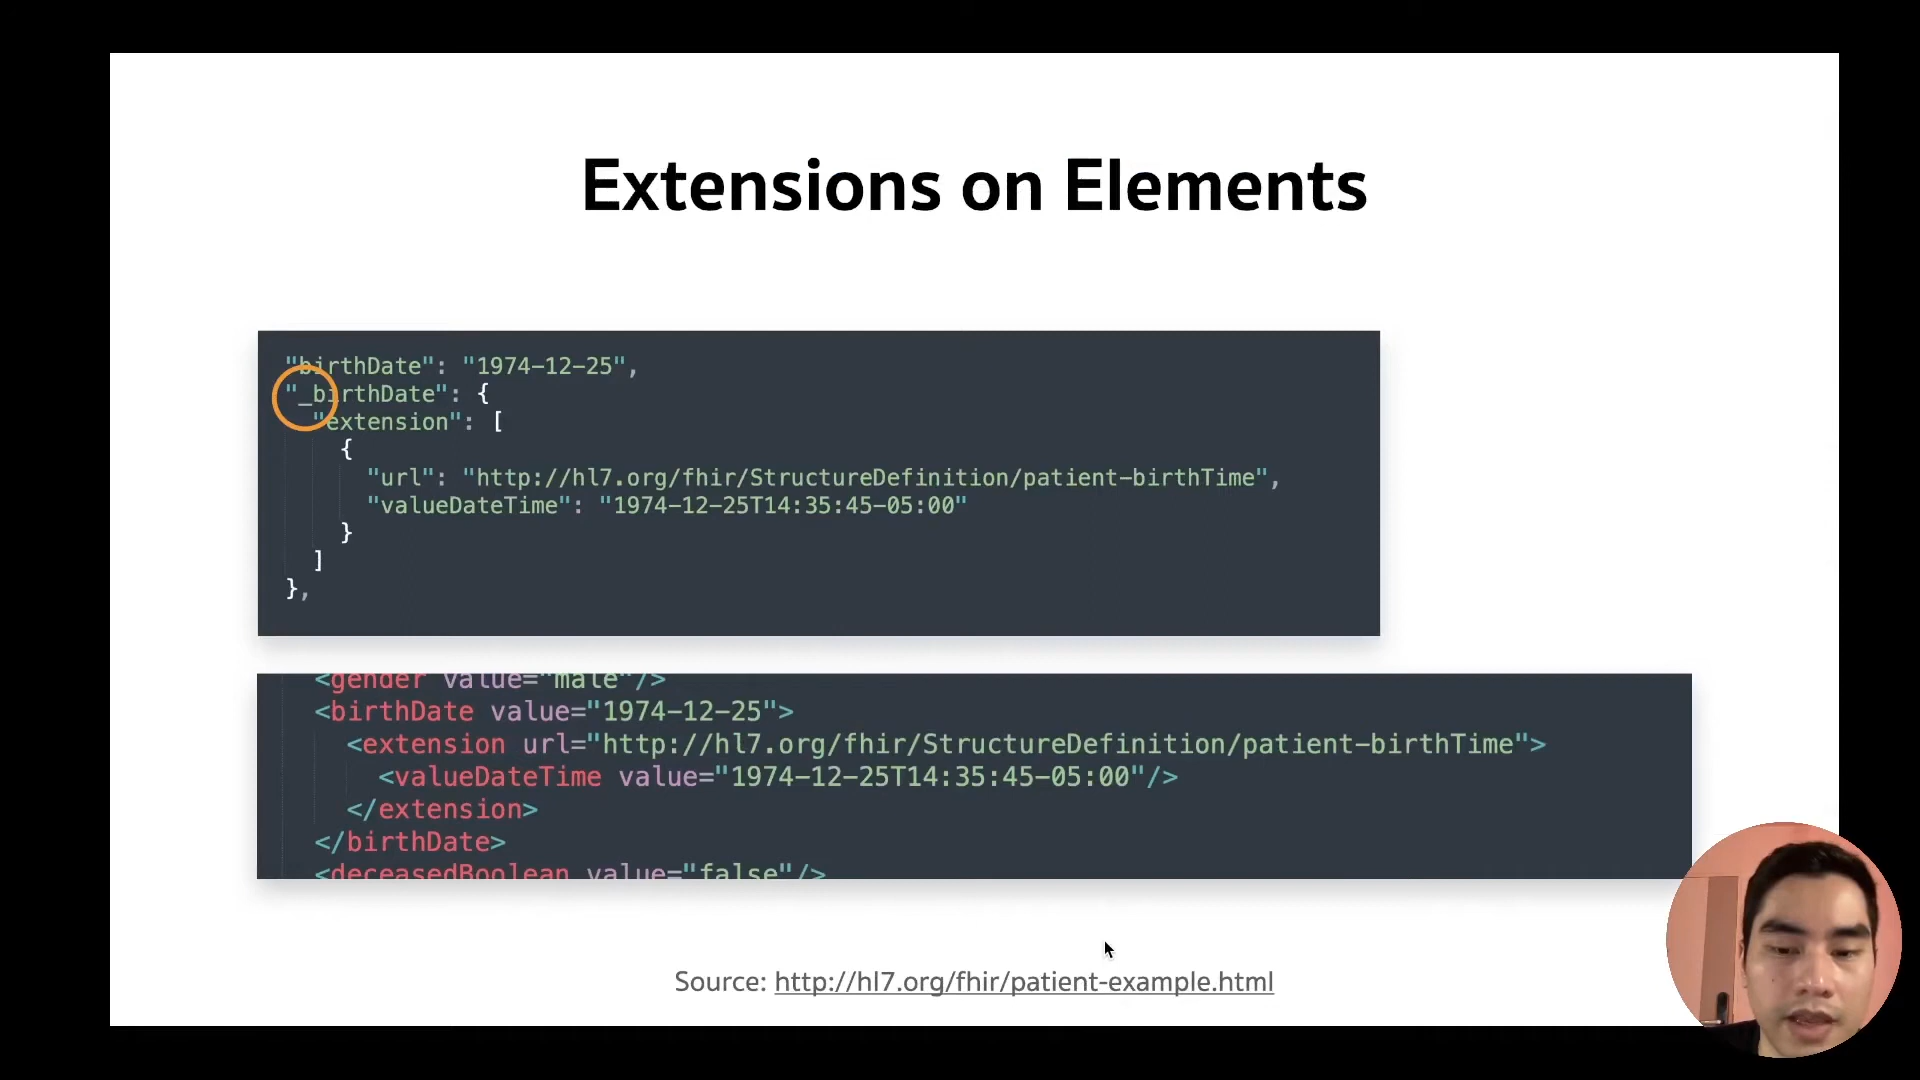 Extensions on Elements
"birthDate": "1974-12-25",
"_birthDate": {
"extension": [
{
"url": "http://hl7.org/fhir/StructureDefinition/patient-birthTime",
"valueDateTime": "1974-12-25T14:35:45-05:00"
}
]
},
<gender value="male"/>
<birthDate value="1974-12-25">
<extension url="http://hl7.org/fhir/StructureDefinition/patient-birthTime">
<valueDateTime value="1974-12-25T14:35:45-05:00"/>
</extension>
</birthDate>
<deceasedBoolean value="false"/>
Source: http://hl7.org/fhir/patient-example.html